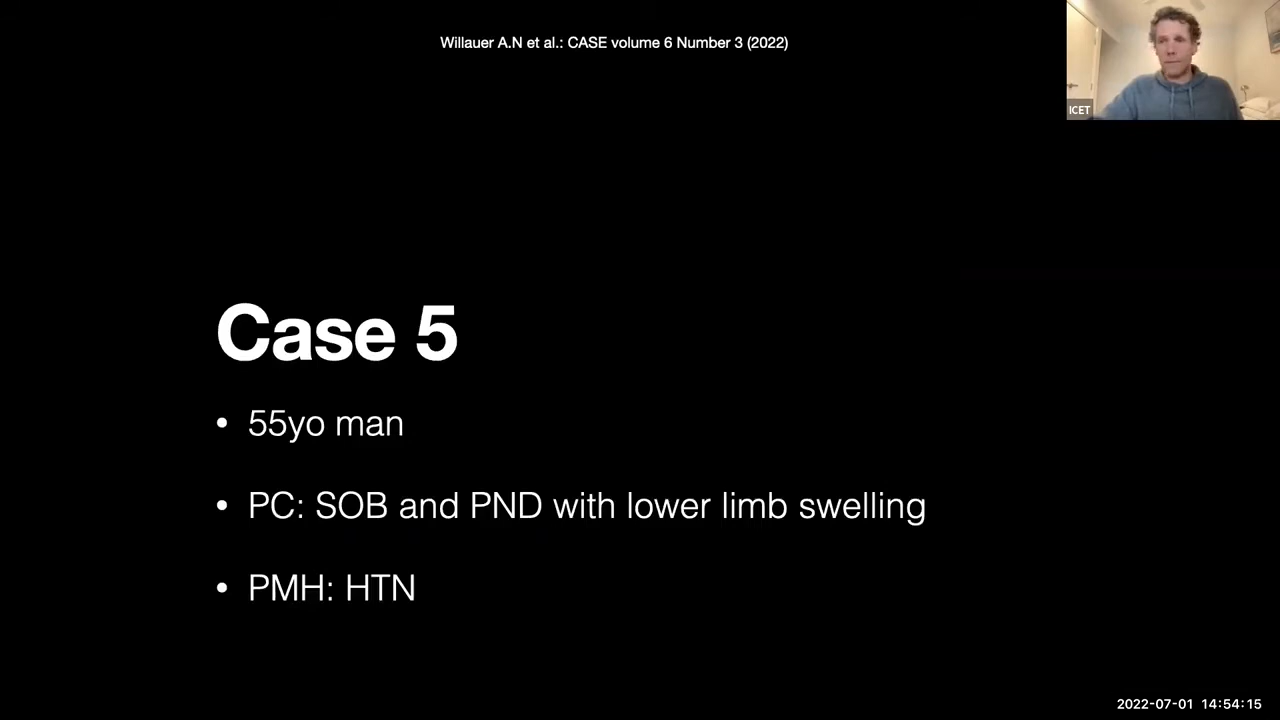 Willauer A.N et al.: CASE volume 6 Number 3 (2022)
ICET
Case 5
• 55yo man
• PC: SOB and PND with lower limb swelling
• PMH: HTN
2022-07-01 14:54:15